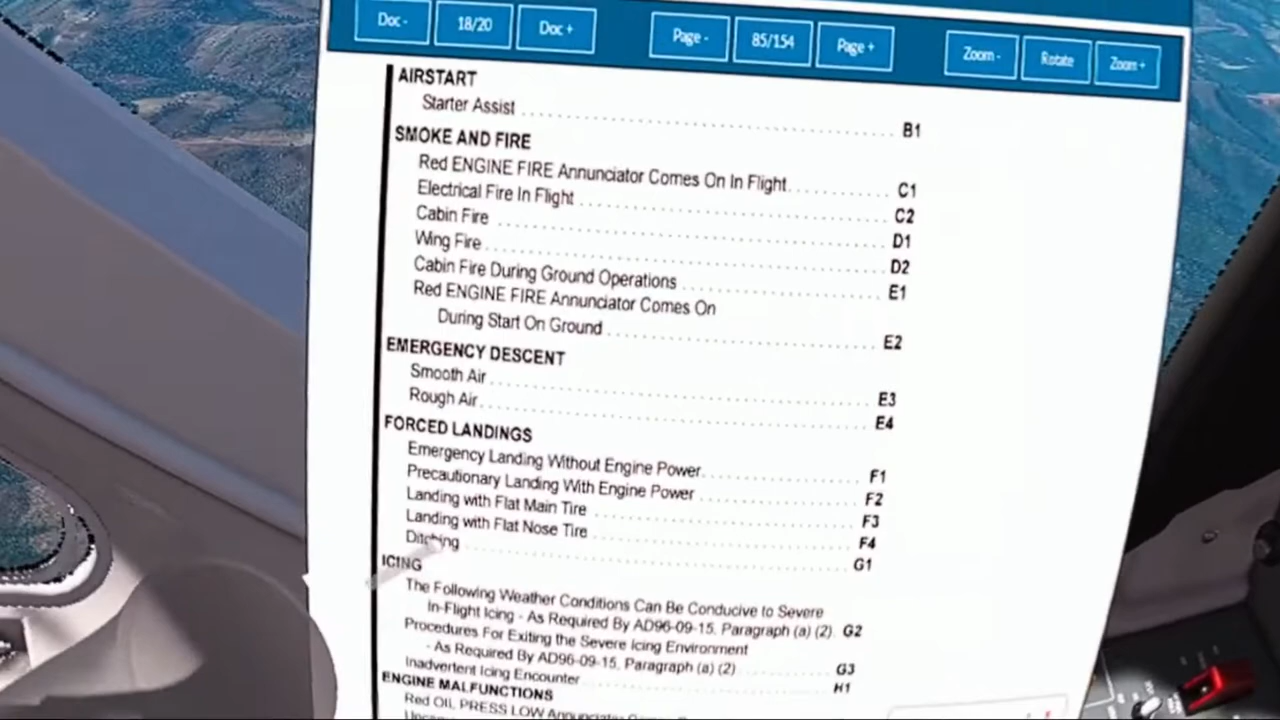 Doc - 18/20 Doc + Page - 85/154 Page + Zoom - Rotate Zoom +
AIRSTART
Starter Assist B1
SMOKE AND FIRE
Red ENGINE FIRE Annunciator Comes On In Flight C1
Electrical Fire In Flight C2
Cabin Fire D1
Wing Fire D2
Cabin Fire During Ground Operations E1
Red ENGINE FIRE Annunciator Comes On
During Start On Ground E2
EMERGENCY DESCENT
Smooth Air E3
Rough Air E4
FORCED LANDINGS
Emergency Landing Without Engine Power F1
Precautionary Landing With Engine Power F2
Landing with Flat Main Tire F3
Landing with Flat Nose Tire F4
Ditching G1
ICING
The Following Weather Conditions Can Be Conducive to Severe
In-Flight Icing - As Required By AD96-09-15, Paragraph (a) (2) G2
Procedures For Exiting the Severe Icing Environment
- As Required By AD96-09-15, Paragraph (a) (2) G3
Inadvertent Icing Encounter H1
ENGINE MALFUNCTIONS
Red OIL PRESS LOW Annunciator